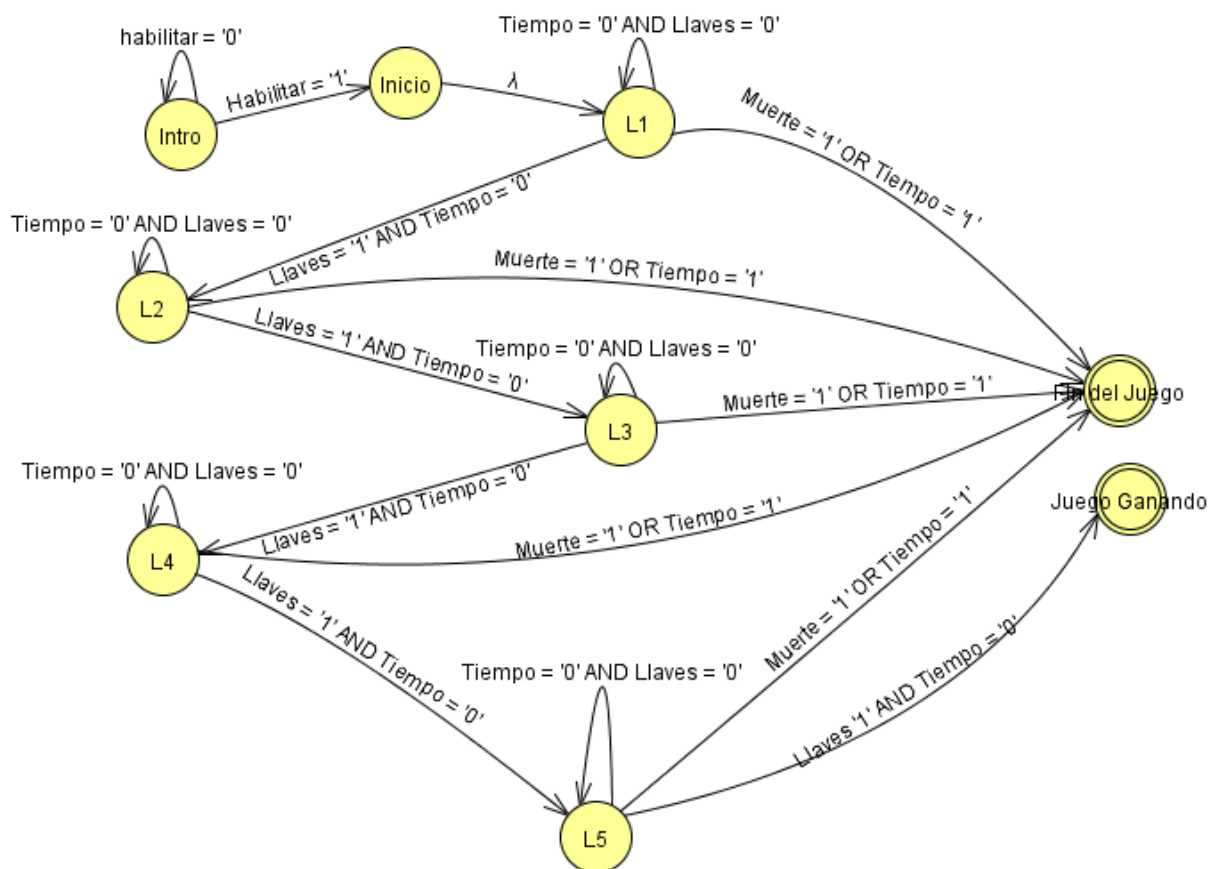 habilitar = '0'
Intro
Habilitar = '1'
Inicio
λ
Tiempo = '0' AND Llaves = '0'
L1
Muerte = '1' OR Tiempo = '1'
Llaves = '1' AND Tiempo = '0'
Tiempo = '0' AND Llaves = '0'
L2
Muerte = '1' OR Tiempo = '1'
Llaves = '1' AND Tiempo = '0'
Tiempo = '0' AND Llaves = '0'
L3
Muerte = '1' OR Tiempo = '1'
Fin del Juego
Llaves = '1' AND Tiempo = '0'
Tiempo = '0' AND Llaves = '0'
L4
Muerte = '1' OR Tiempo = '1'
Juego Ganando
Llaves = '1' AND Tiempo = '0'
Tiempo = '0' AND Llaves = '0'
L5
Muerte = '1' OR Tiempo = '1'
Llaves '1' AND Tiempo = '0'